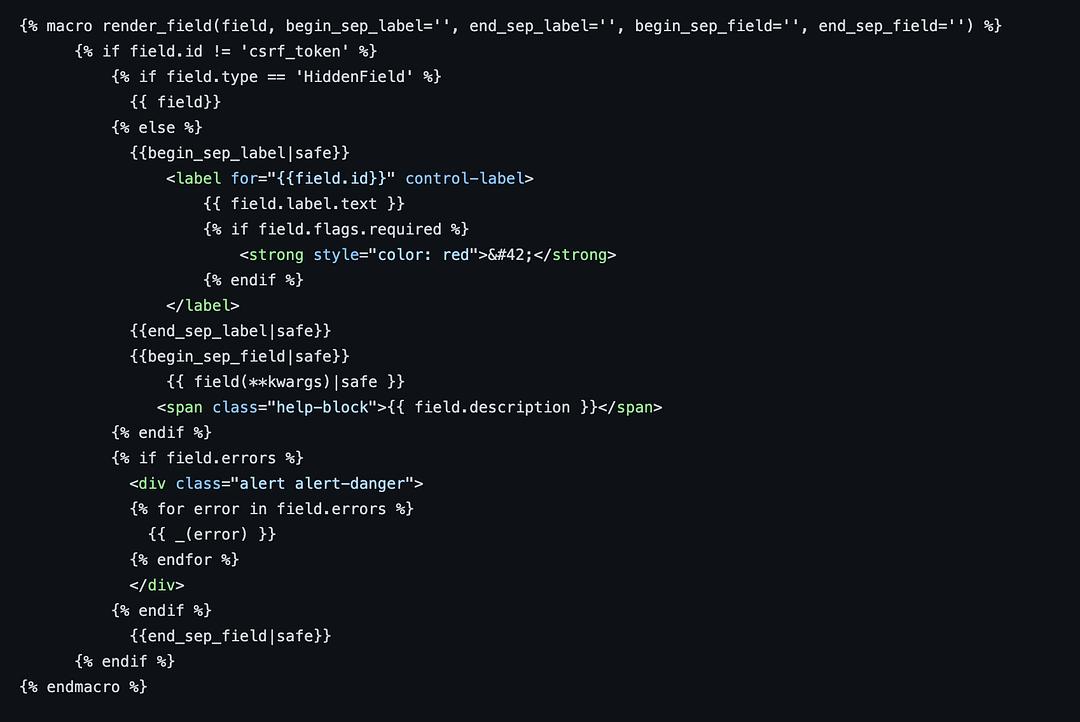 {% macro render_field(field, begin_sep_label='', end_sep_label='', begin_sep_field='', end_sep_field='') %}
      {% if field.id != 'csrf_token' %}
          {% if field.type == 'HiddenField' %}
            {{ field}}
          {% else %}
            {{begin_sep_label|safe}}
                <label for="{{field.id}}" control-label>
                    {{ field.label.text }}
                    {% if field.flags.required %}
                        <strong style="color: red">&#42;</strong>
                    {% endif %}
                </label>
            {{end_sep_label|safe}}
            {{begin_sep_field|safe}}
                {{ field(**kwargs)|safe }}
               <span class="help-block">{{ field.description }}</span>
          {% endif %}
          {% if field.errors %}
            <div class="alert alert-danger">
            {% for error in field.errors %}
              {{ _(error) }}
            {% endfor %}
            </div>
          {% endif %}
            {{end_sep_field|safe}}
      {% endif %}
{% endmacro %}